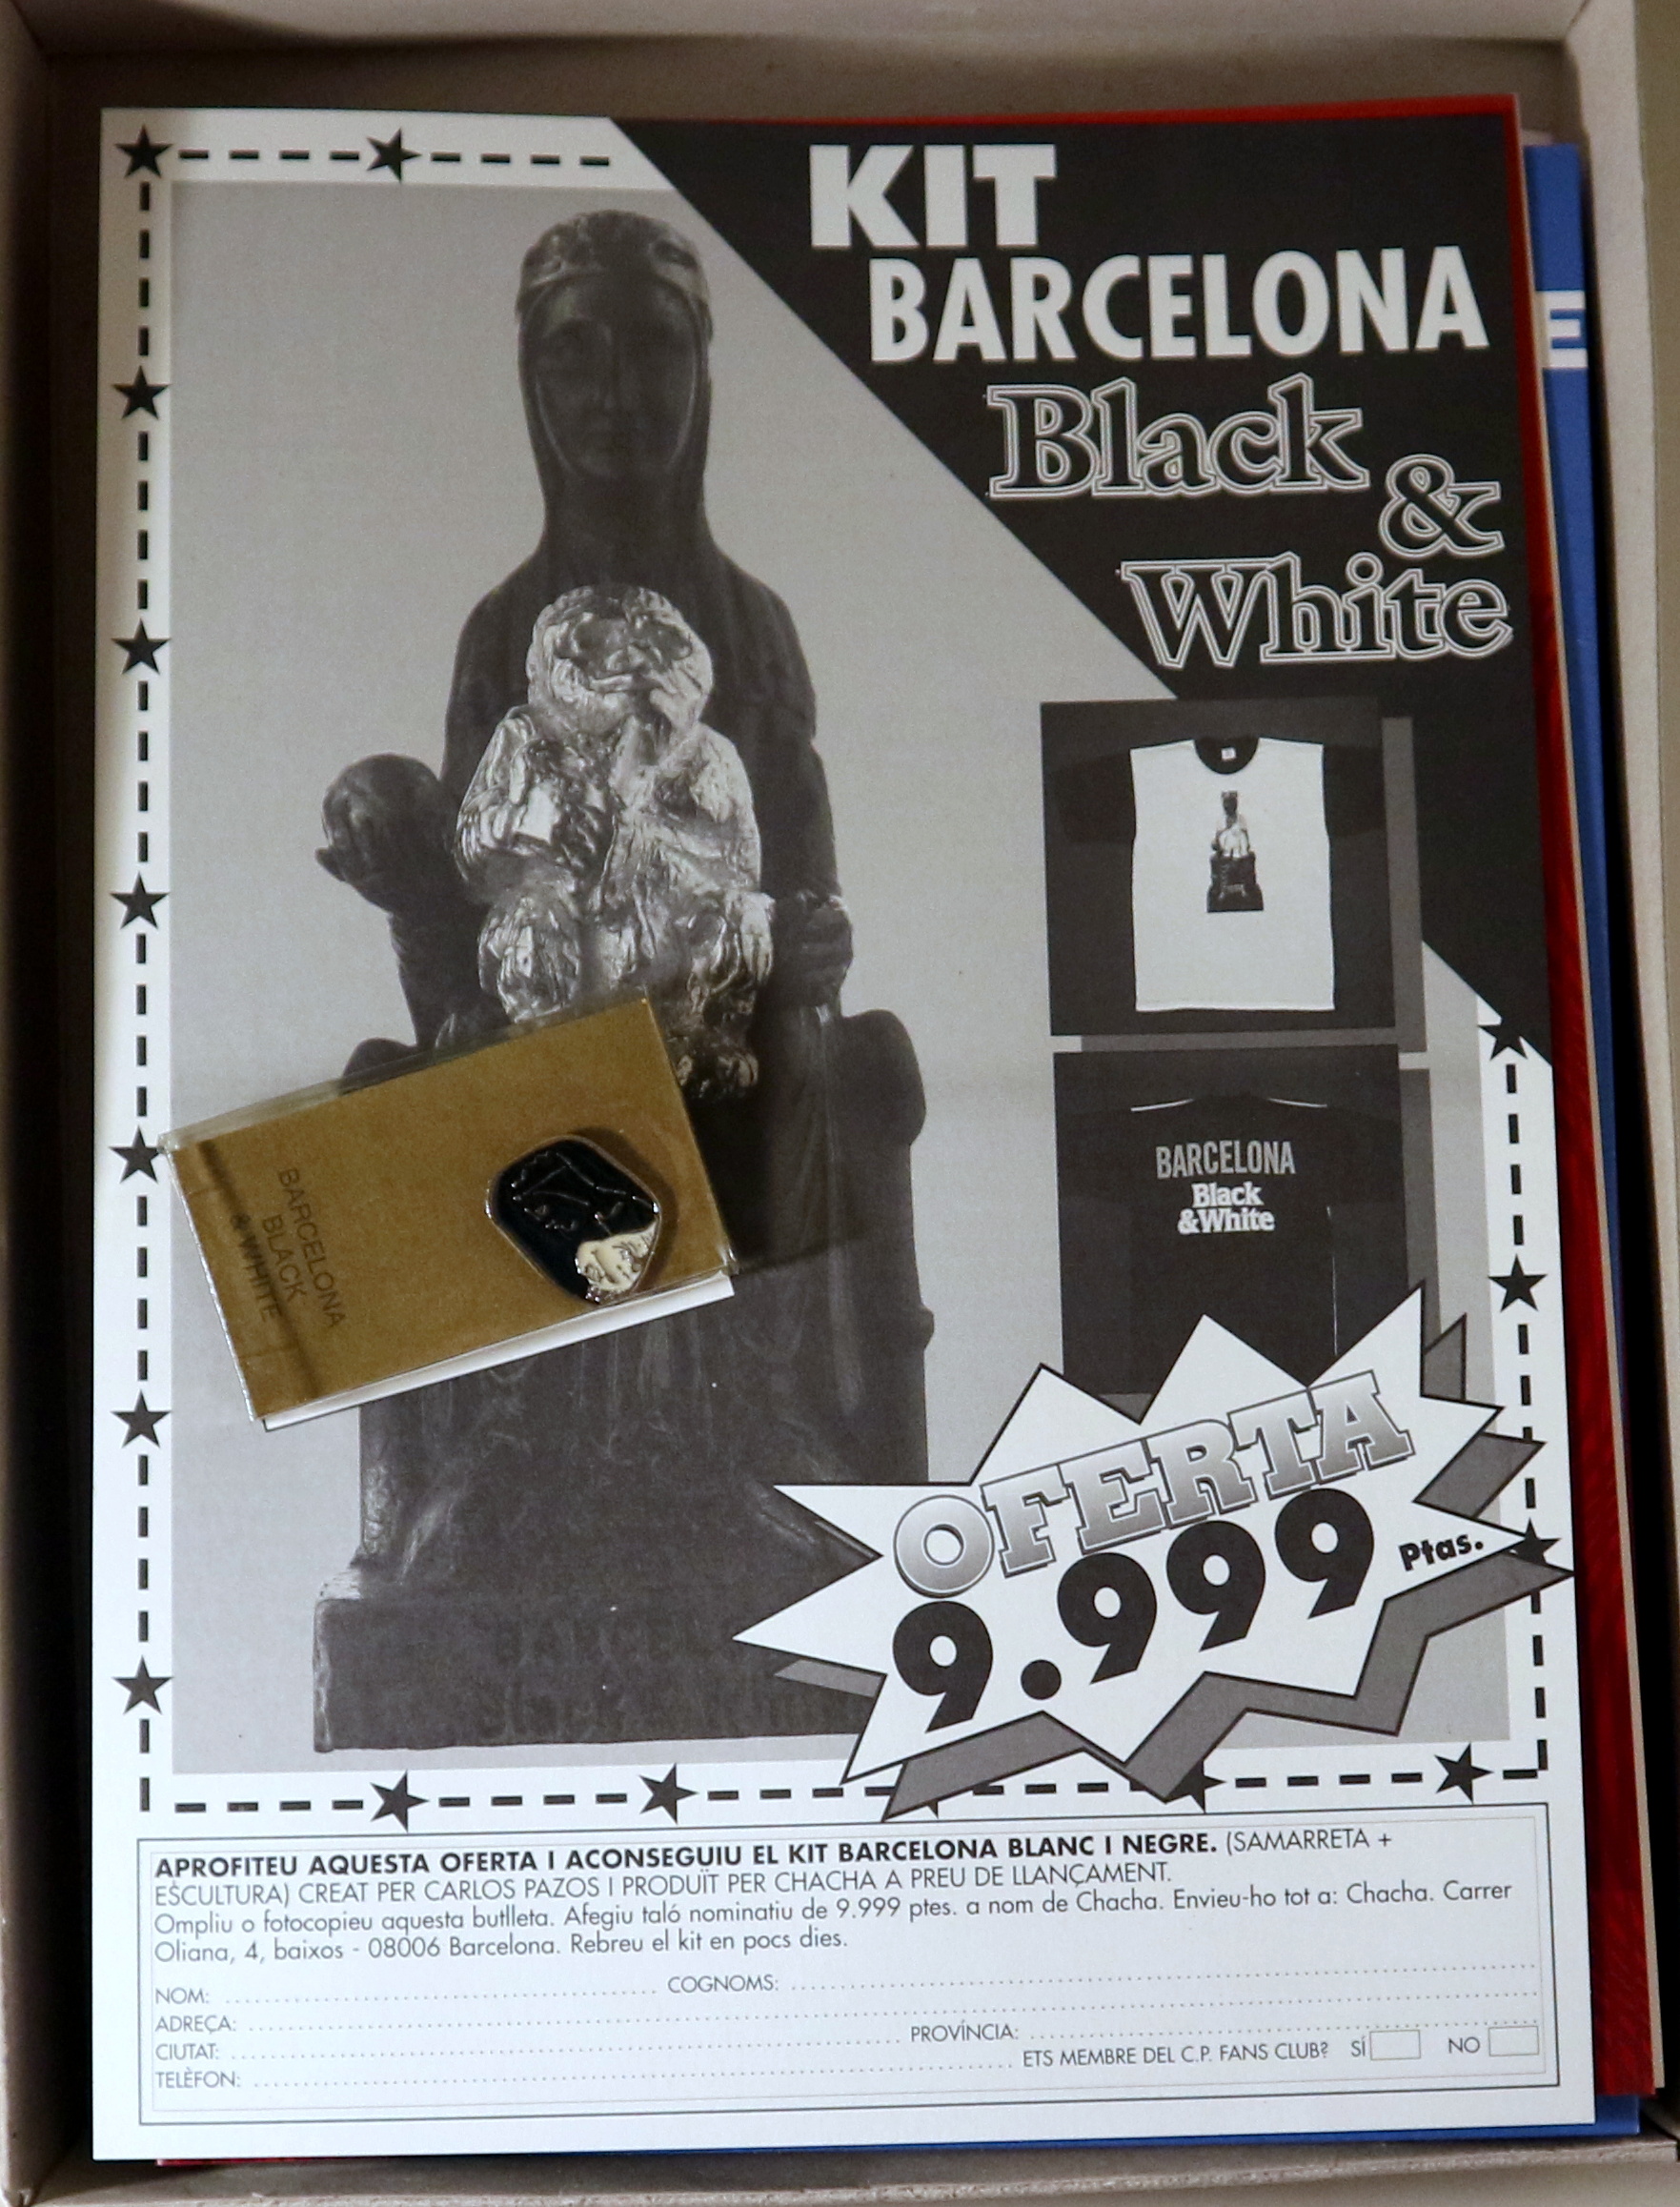 KIT
BARCELONA
Black
&
White
E
BARCELONA
Black
&White
BARCELONA
BLACK
& WHITE
OFERTA
9.999 Ptas.
APROFITEU AQUESTA OFERTA I ACONSEGUIU EL KIT BARCELONA BLANC I NEGRE. (SAMARRETA +
ESCULTURA) CREAT PER CARLOS PAZOS I PRODUÏT PER CHACHA A PREU DE LLANÇAMENT.
Ompliu o fotocopieu aquesta butlleta. Afegiu taló nominatiu de 9.999 ptes. a nom de Chacha. Envieu-ho tot a: Chacha. Carrer
Oliana, 4, baixos - 08006 Barcelona. Rebreu el kit en pocs dies.
NOM: COGNOMS:
ADREÇA:
CIUTAT: PROVÍNCIA:
TELÈFON: ETS MEMBRE DEL C.P. FANS CLUB? SÍ NO